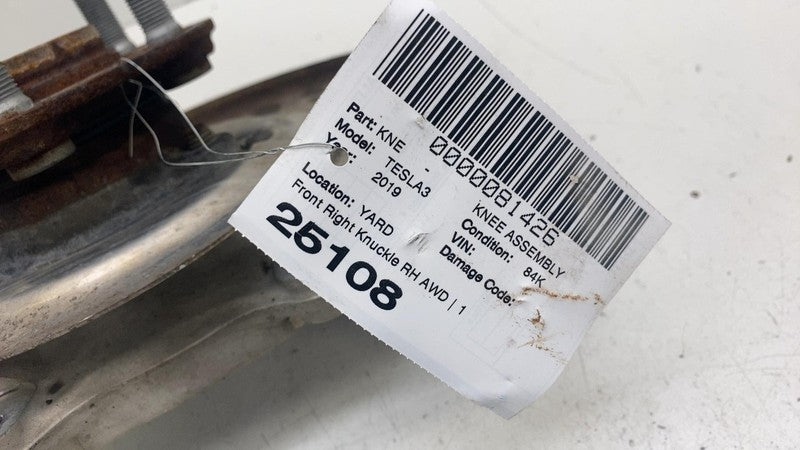 0000081426
Part: KNE - KNEE ASSEMBLY
Model: TESLA3 Condition: 84K
Year: 2019 VIN:
Damage Code:
Location: YARD
Front Right Knuckle RH AWD | 1
25108